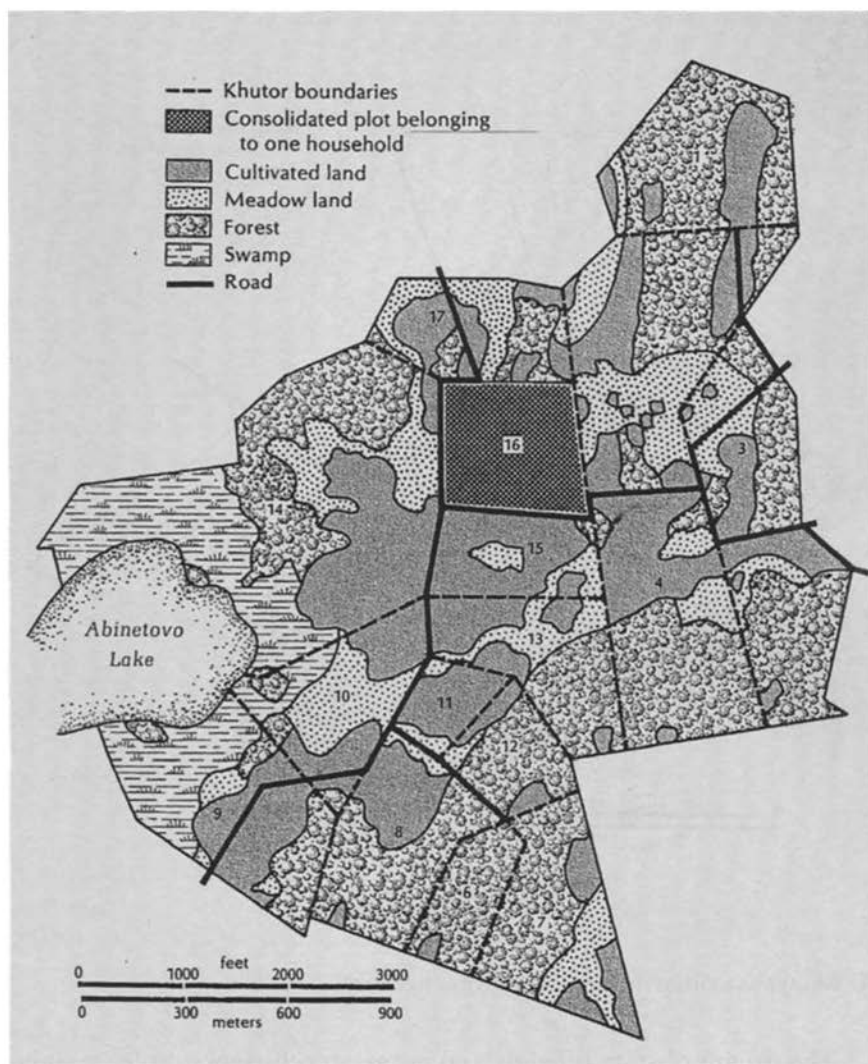 Khutor boundaries
Consolidated plot belonging
to one household
Cultivated land
Meadow land
Forest
Swamp
Road
1
17
2
16
3
14
15
4
Abinetovo
Lake
13
10
11
12
9
8
6
7
0 1000 feet 2000 3000
0 300 meters 600 900